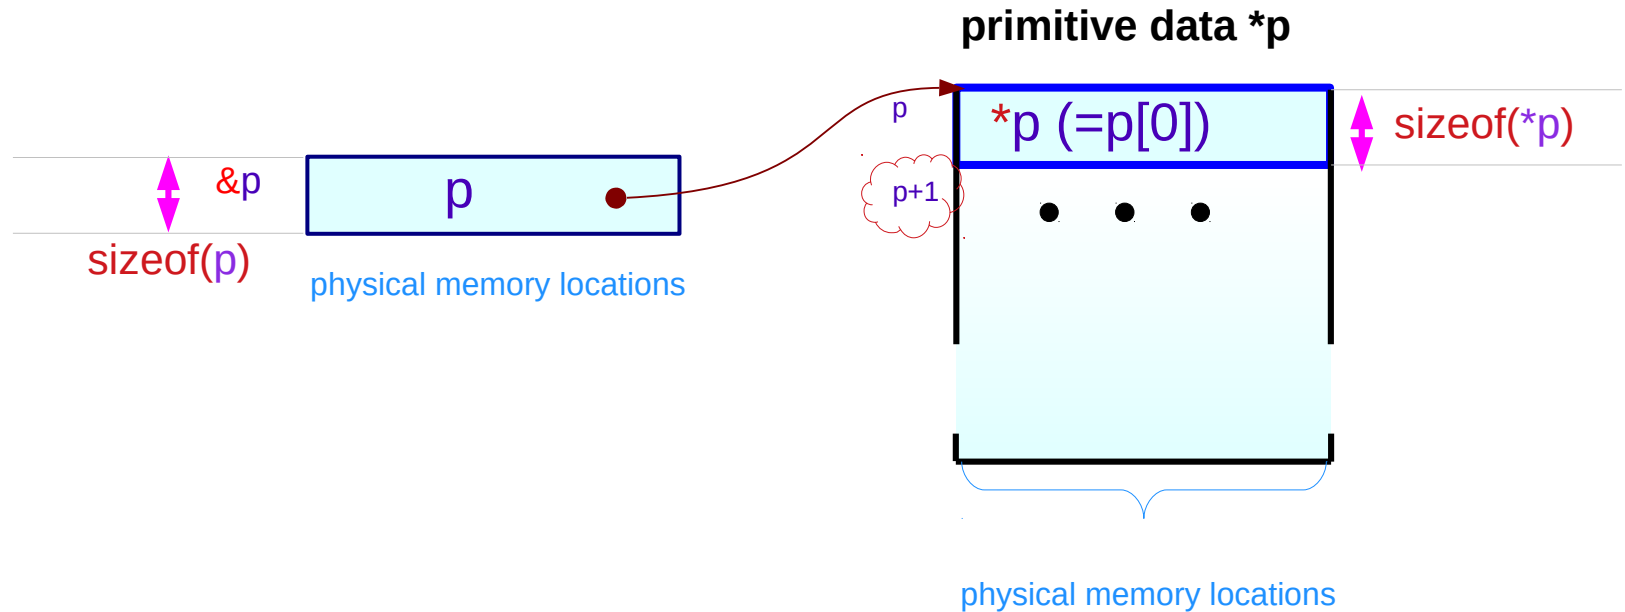 primitive data *p
p
*p (=p[0])
sizeof(*p)
&p
p
p+1
sizeof(p)
physical memory locations
physical memory locations